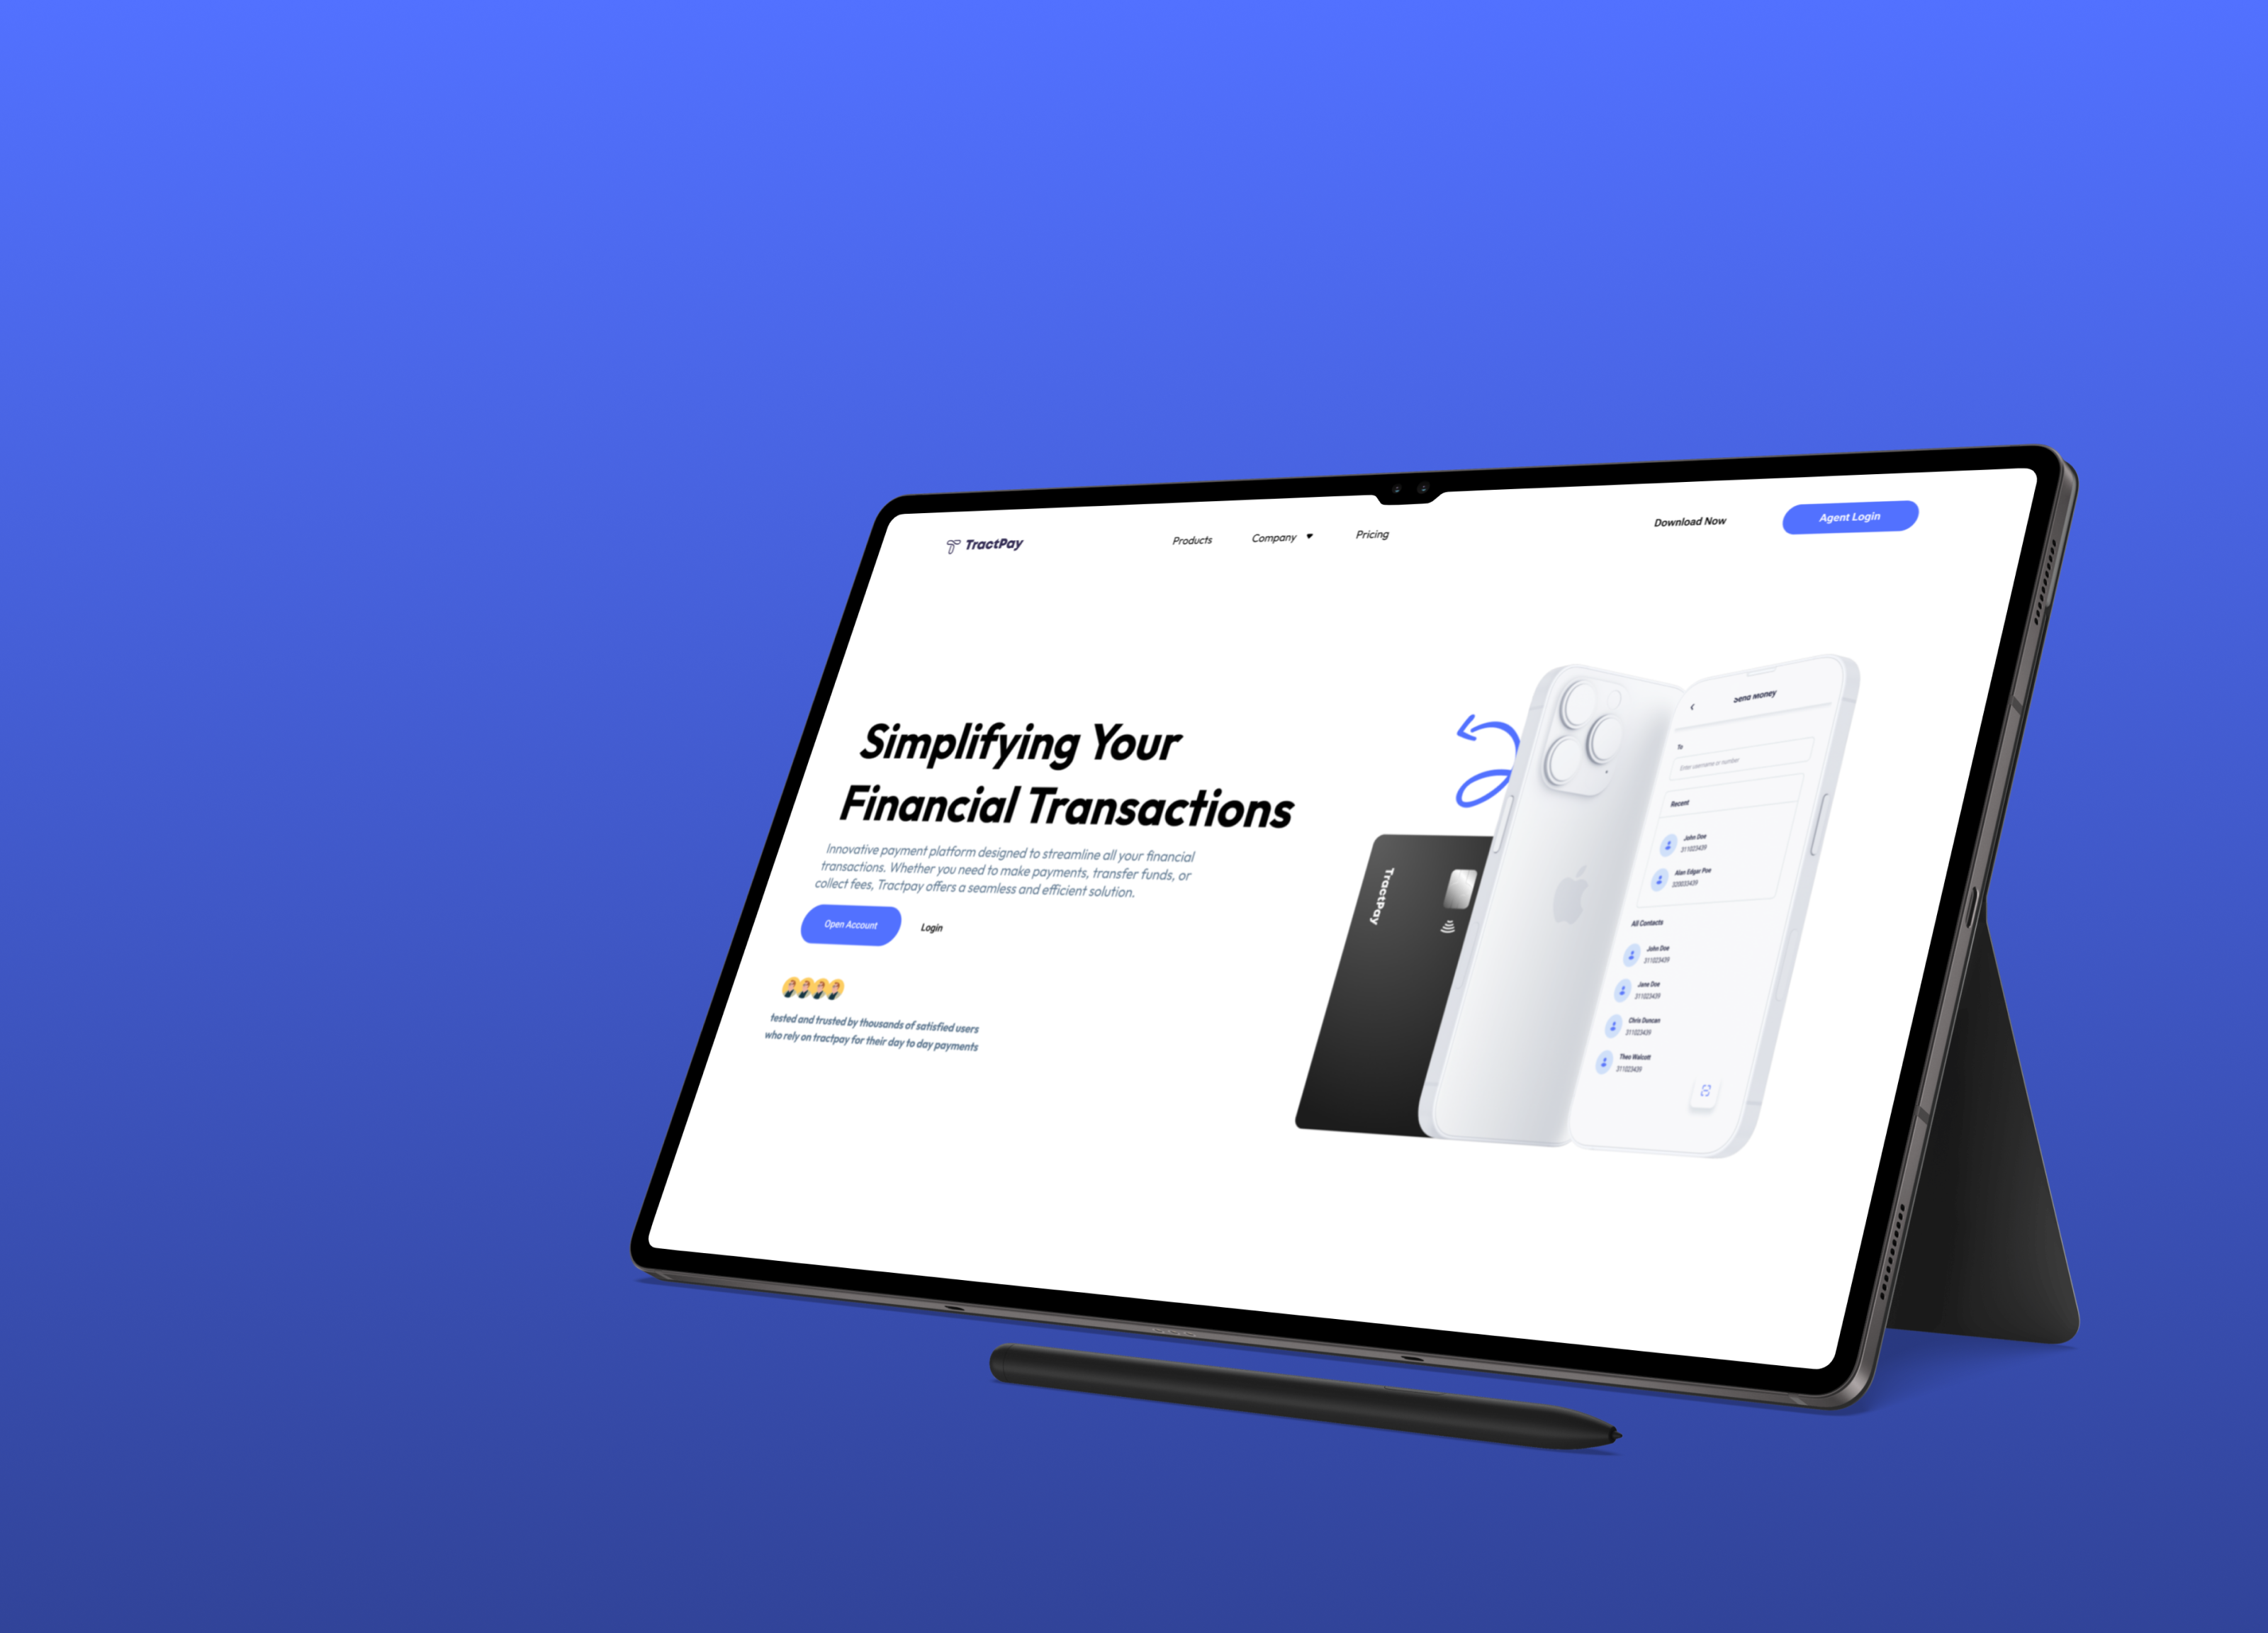 TractPay
Products
Company
Pricing
Download Now
Agent Login
Simplifying Your
Financial Transactions
Innovative payment platform designed to streamline all your financial
transactions. Whether you need to make payments, transfer funds, or
collect fees, Tractpay offers a seamless and efficient solution.
Open Account
Login
tested and trusted by thousands of satisfied users
who rely on tractpay for their day to day payments
TractPay
Send Money
To
Enter username or number
Recent
John Doe
311023439
Alan Edgar Poe
All Contacts
John Doe
311023439
Jane Doe
311023439
Chris Duncan
311023439
Theo Walcott
311023439